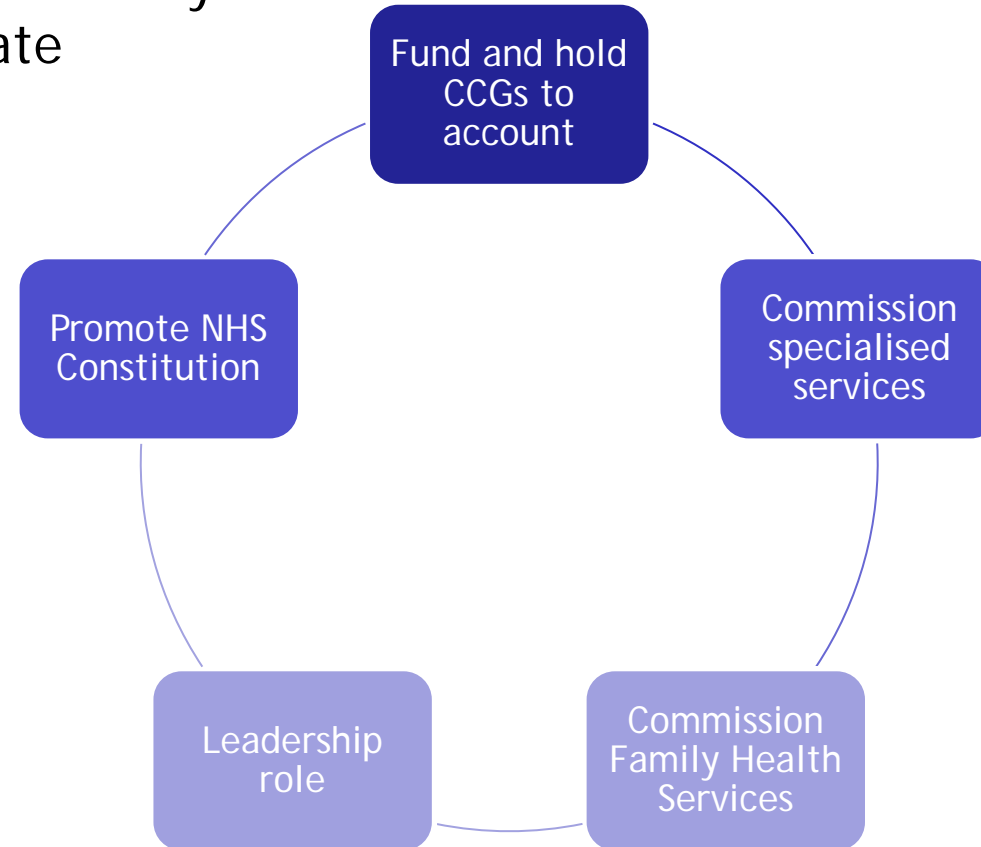 ate
Fund and hold
CCGs to
account
Commission
specialised
services
Commission
Family Health
Services
Leadership
role
Promote NHS
Constitution